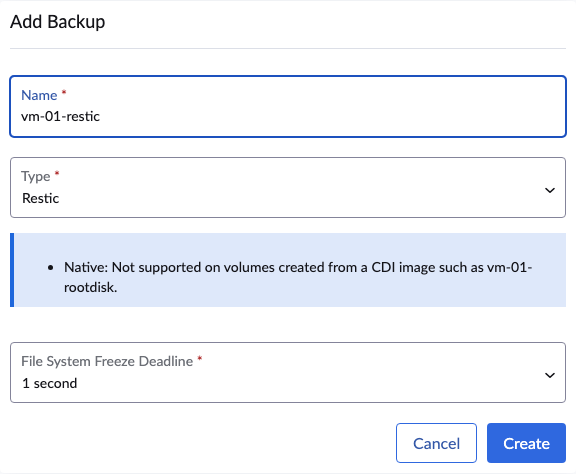 Add Backup
Name *
vm-01-restic
Type *
Restic
• Native: Not supported on volumes created from a CDI image such as vm-01-
rootdisk.
File System Freeze Deadline *
1 second
Cancel Create